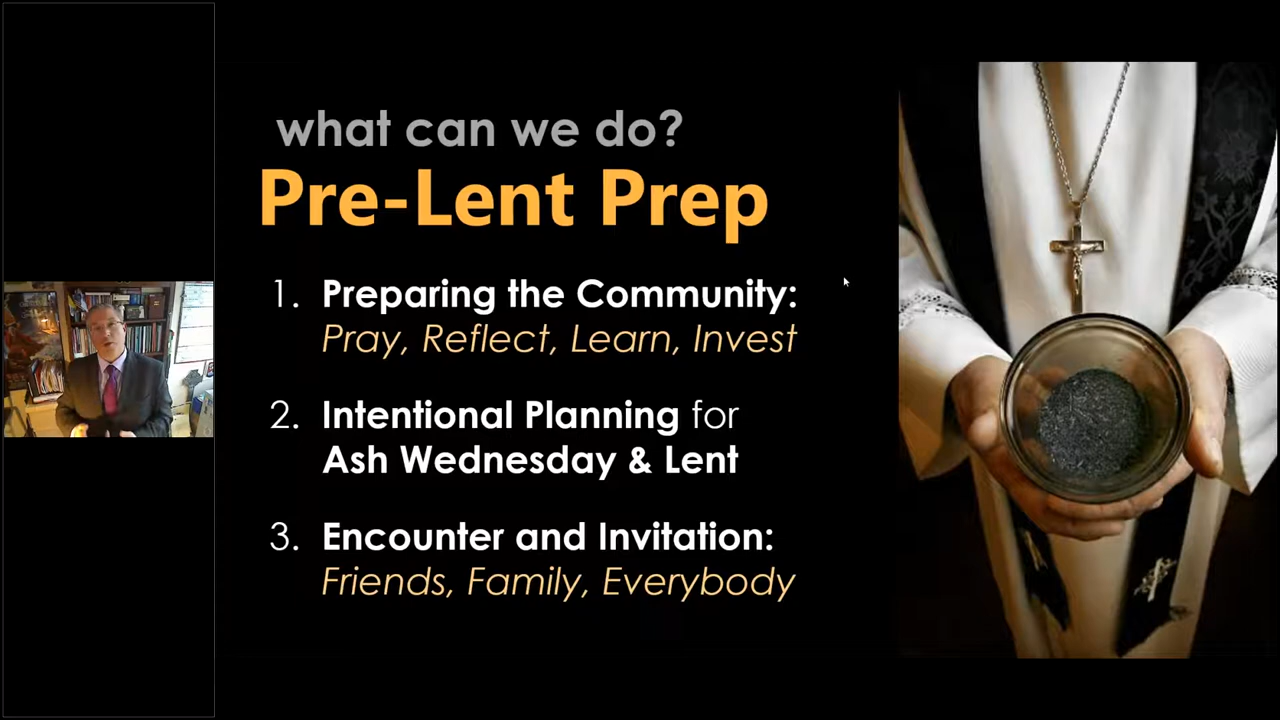 what can we do?
Pre-Lent Prep
1. Preparing the Community:
Pray, Reflect, Learn, Invest
2. Intentional Planning for
Ash Wednesday & Lent
3. Encounter and Invitation:
Friends, Family, Everybody